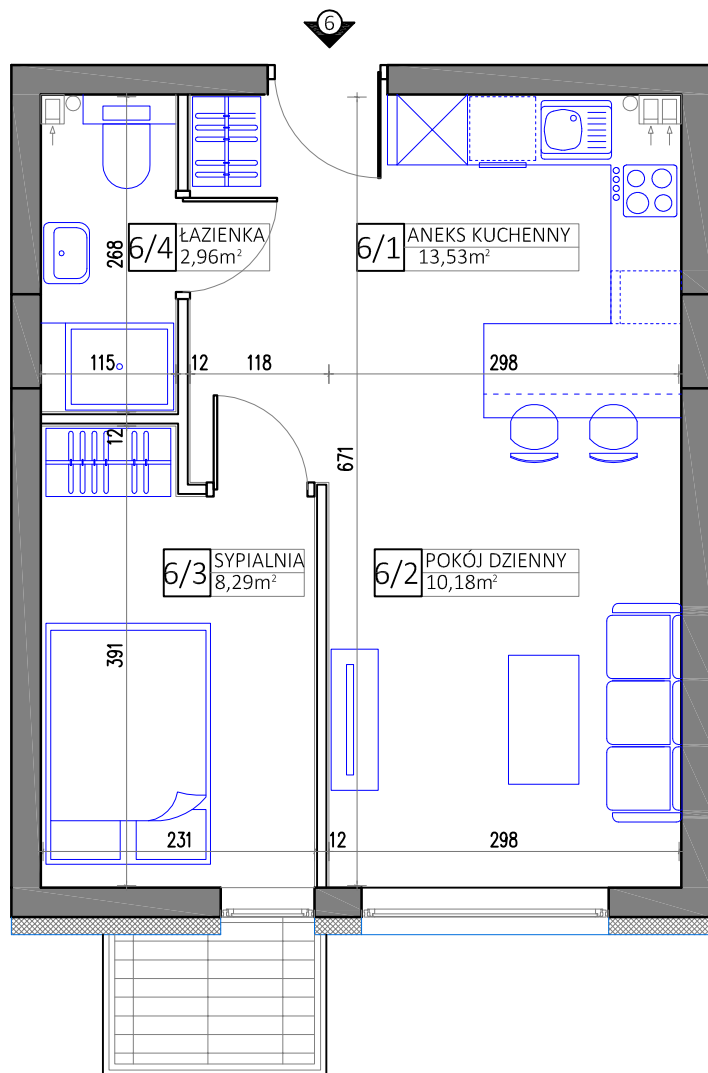 6
6/4 ŁAZIENKA
2,96m²
6/1 ANEKS KUCHENNY
13,53m²
268
115 12 118 298
12
671
6/3 SYPIALNIA
8,29m²
6/2 POKÓJ DZIENNY
10,18m²
391
231 12 298